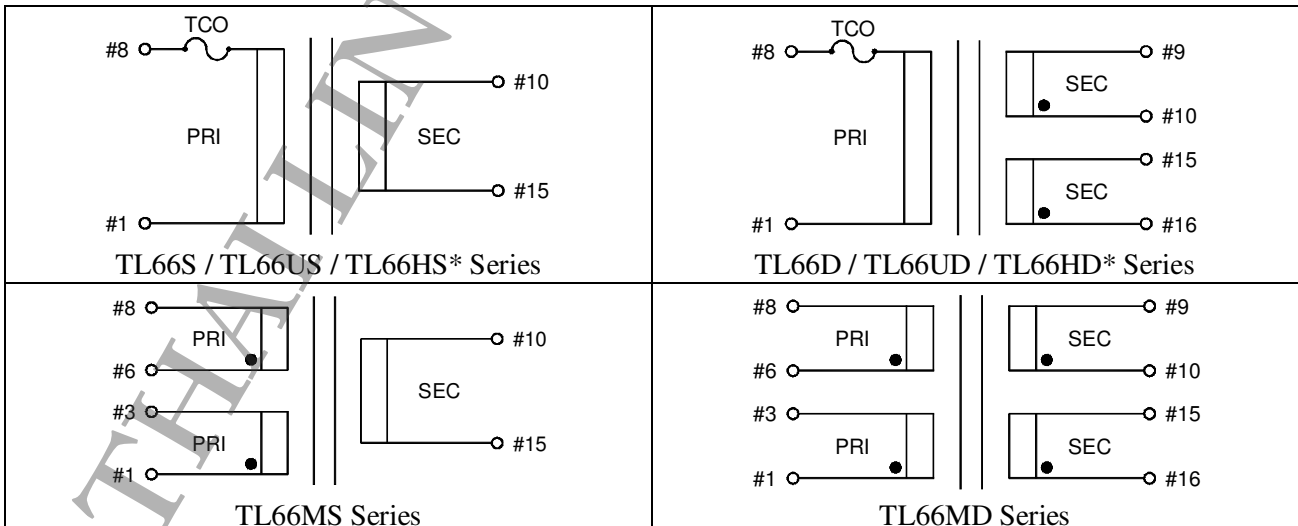 TCO
#8
#10
PRI
SEC
#15
#1
TL66S / TL66US / TL66HS* Series
TCO
#8
#9
SEC
#10
PRI
#15
SEC
#1
#16
TL66D / TL66UD / TL66HD* Series
#8
PRI
#10
#6
SEC
#3
PRI
#15
#1
TL66MS Series
#8
#9
PRI
SEC
#6
#10
#3
#15
PRI
SEC
#1
#16
TL66MD Series
THAI LIN